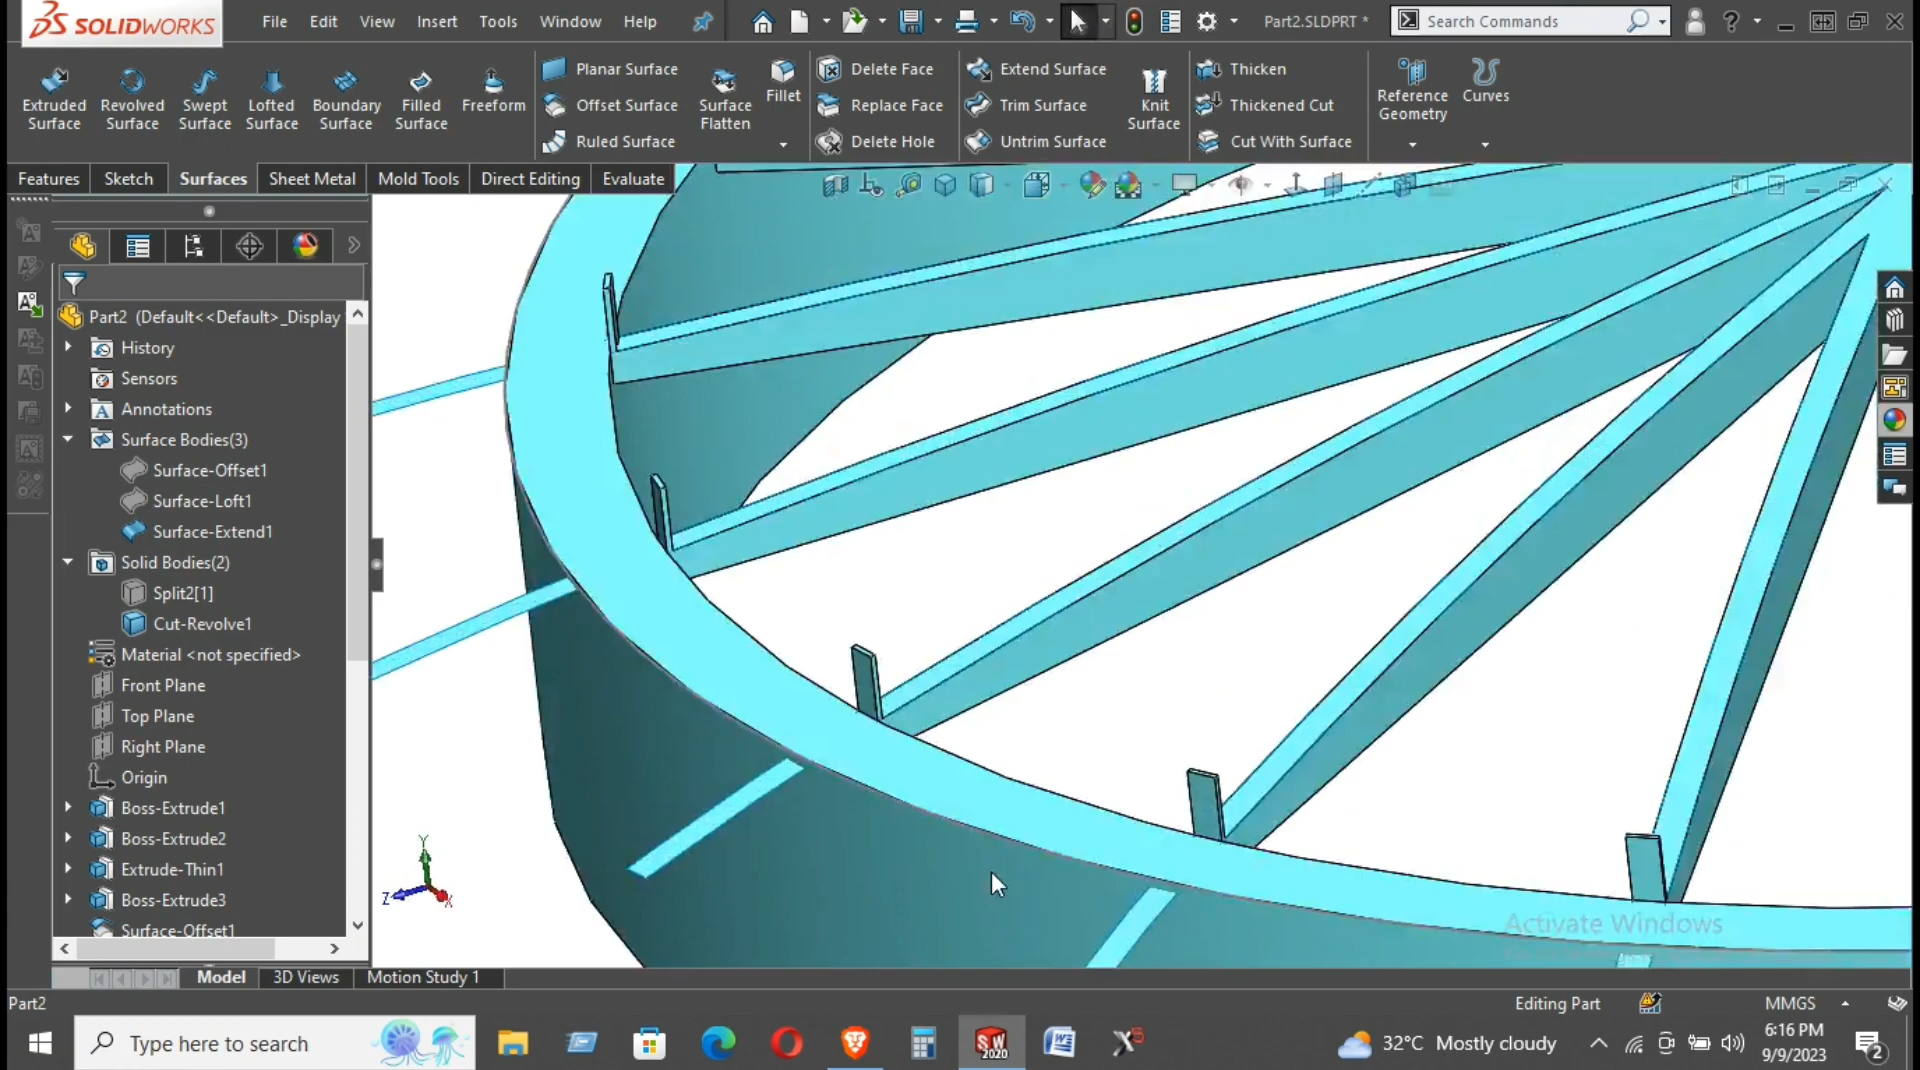 SOLIDWORKS File Edit View Insert Tools Window Help Part2.SLDPRT * Search Commands ?
Extruded Surface
Revolved Surface
Swept Surface
Lofted Surface
Boundary Surface
Filled Surface
Freeform
Planar Surface
Offset Surface
Ruled Surface
Surface Flatten
Fillet
Delete Face
Replace Face
Delete Hole
Extend Surface
Trim Surface
Untrim Surface
Knit Surface
Thicken
Thickened Cut
Cut With Surface
Reference Geometry
Curves
Features Sketch Surfaces Sheet Metal Mold Tools Direct Editing Evaluate
Part2 (Default<<Default>_Display
History
Sensors
Annotations
Surface Bodies(3)
Surface-Offset1
Surface-Loft1
Surface-Extend1
Solid Bodies(2)
Split2[1]
Cut-Revolve1
Material <not specified>
Front Plane
Top Plane
Right Plane
Origin
Boss-Extrude1
Boss-Extrude2
Extrude-Thin1
Boss-Extrude3
Surface-Offset1
Y
Z
X
Activate Windows
Model 3D Views Motion Study 1
Part2 Editing Part MMGS
Type here to search
SW
2020
32°C Mostly cloudy
6:16 PM
9/9/2023
2